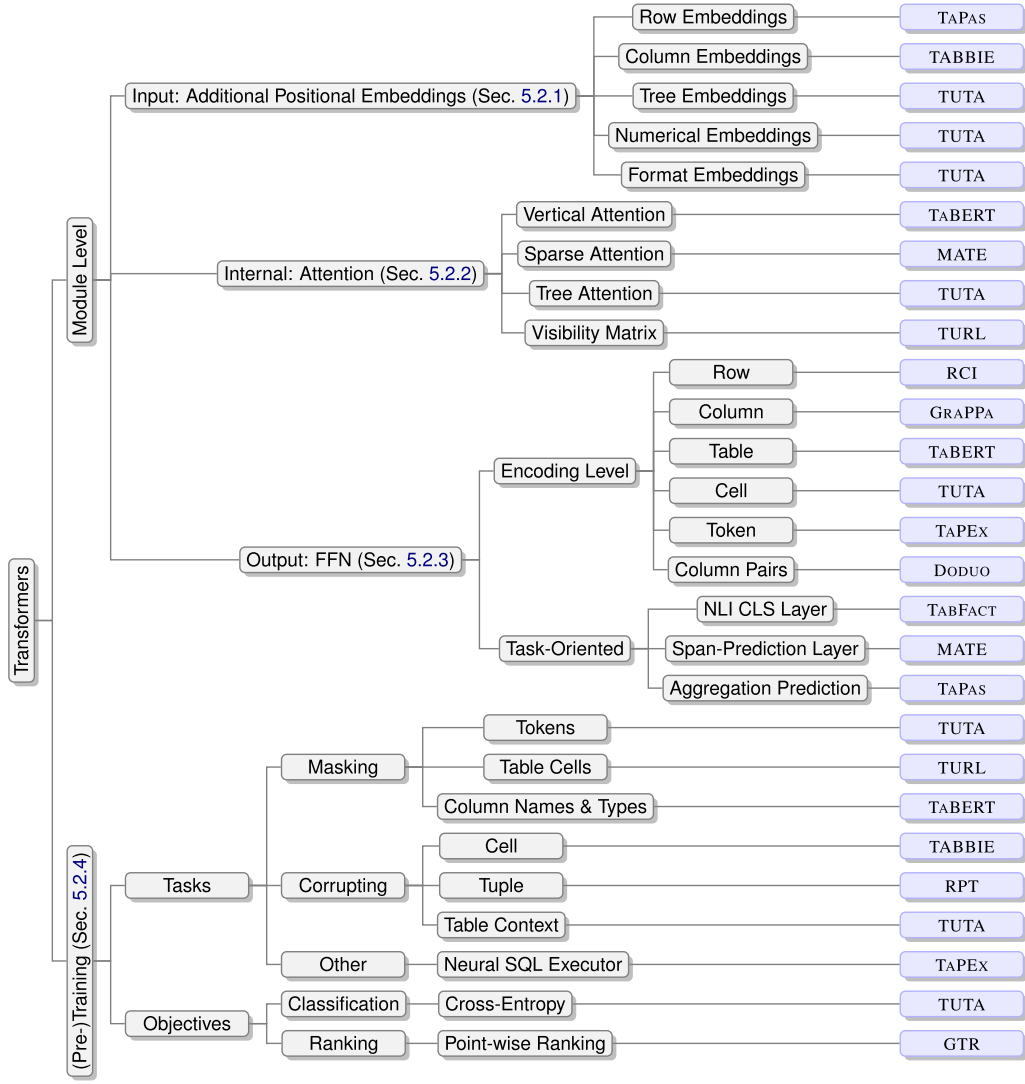 Transformers
Module Level
Input: Additional Positional Embeddings (Sec. 5.2.1)
Row Embeddings TAPAS
Column Embeddings TABBIE
Tree Embeddings TUTA
Numerical Embeddings TUTA
Format Embeddings TUTA
Internal: Attention (Sec. 5.2.2)
Vertical Attention TABERT
Sparse Attention MATE
Tree Attention TUTA
Visibility Matrix TURL
Output: FFN (Sec. 5.2.3)
Encoding Level
Row RCI
Column GRAPPA
Table TABERT
Cell TUTA
Token TAPEX
Column Pairs DODUO
Task-Oriented
NLI CLS Layer TABFACT
Span-Prediction Layer MATE
Aggregation Prediction TAPAS
(Pre-)Training (Sec. 5.2.4)
Tasks
Masking
Tokens TUTA
Table Cells TURL
Column Names & Types TABERT
Corrupting
Cell TABBIE
Tuple RPT
Table Context TUTA
Other
Neural SQL Executor TAPEX
Objectives
Classification
Cross-Entropy TUTA
Ranking
Point-wise Ranking GTR